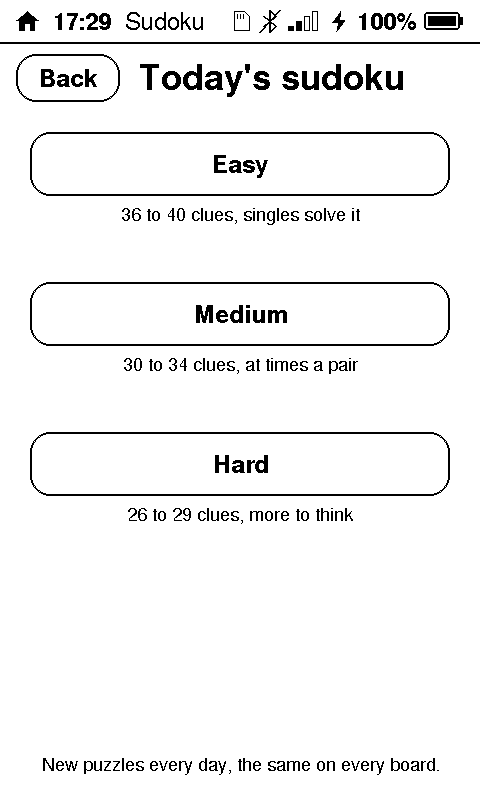 17:29 Sudoku 100%
Back Today's sudoku
Easy
36 to 40 clues, singles solve it
Medium
30 to 34 clues, at times a pair
Hard
26 to 29 clues, more to think
New puzzles every day, the same on every board.